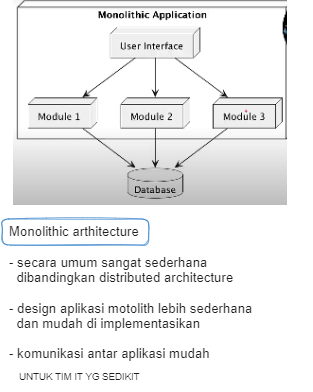 Monolithic Application
User Interface
Module 1 Module 2 Module 3
Database
Monolithic arthitecture
- secara umum sangat sederhana
dibandingkan distributed architecture
- design aplikasi motolith lebih sederhana
dan mudah di implementasikan
- komunikasi antar aplikasi mudah
UNTUK TIM IT YG SEDIKIT